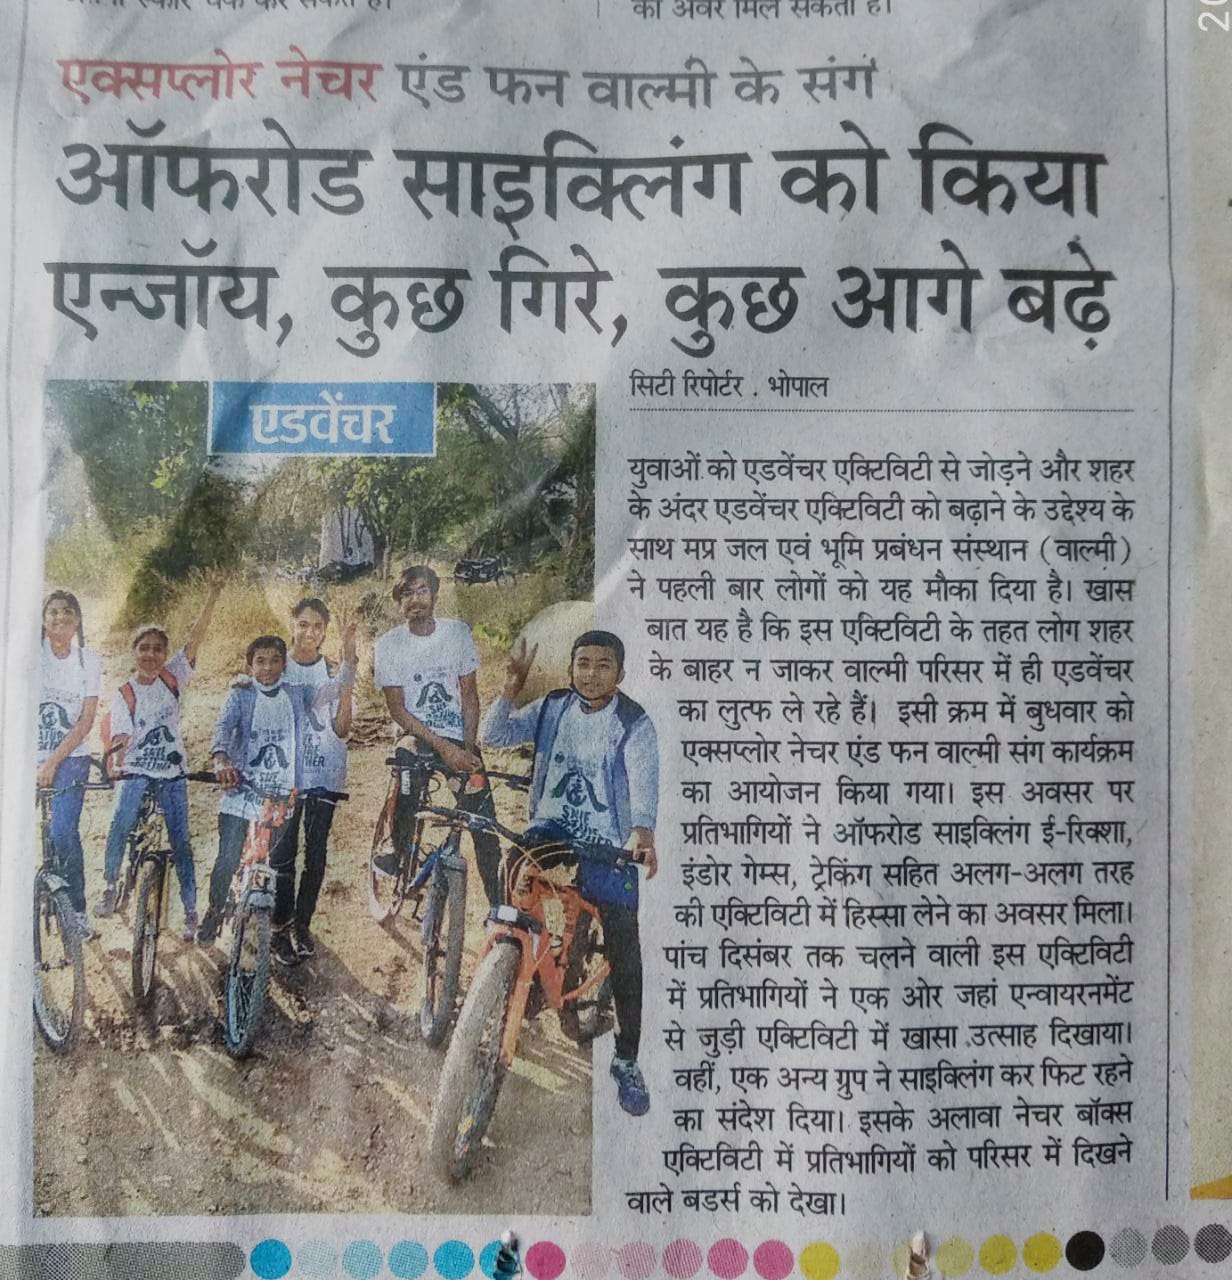 को अवर मिल सकता है।
एक्सप्लोर नेचर एंड फन वाल्मी के संग
ऑफरोड साइक्लिंग को किया
एन्जॉय, कुछ गिरे, कुछ आगे बढ़े
एडवेंचर
सिटी रिपोर्टर . भोपाल
युवाओं को एडवेंचर एक्टिविटी से जोड़ने और शहर
के अंदर एडवेंचर एक्टिविटी को बढ़ाने के उद्देश्य के
साथ मप्र जल एवं भूमि प्रबंधन संस्थान (वाल्मी)
ने पहली बार लोगों को यह मौका दिया है। खास
बात यह है कि इस एक्टिविटी के तहत लोग शहर
के बाहर न जाकर वाल्मी परिसर में ही एडवेंचर
का लुत्फ ले रहे हैं। इसी क्रम में बुधवार को
एक्सप्लोर नेचर एंड फन वाल्मी संग कार्यक्रम
का आयोजन किया गया। इस अवसर पर
प्रतिभागियों ने ऑफरोड साइक्लिंग ई-रिक्शा,
इंडोर गेम्स, ट्रेकिंग सहित अलग-अलग तरह
की एक्टिविटी में हिस्सा लेने का अवसर मिला।
पांच दिसंबर तक चलने वाली इस एक्टिविटी
में प्रतिभागियों ने एक ओर जहां एन्वायरनमेंट
से जुड़ी एक्टिविटी में खासा उत्साह दिखाया।
वहीं, एक अन्य ग्रुप ने साइक्लिंग कर फिट रहने
का संदेश दिया। इसके अलावा नेचर बॉक्स
एक्टिविटी में प्रतिभागियों को परिसर में दिखने
वाले बडर्स को देखा।